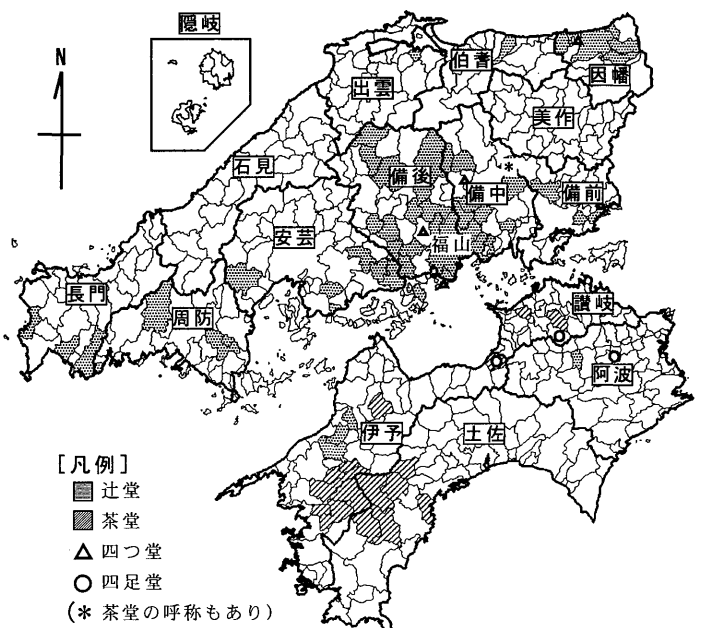 隠岐
N
伯耆
因幡
出雲
美作
石見
備後
備中
*
備前
安芸
福山
長門
周防
讃岐
阿波
伊予
土佐
[凡例]
辻堂
茶堂
△ 四つ堂
○ 四足堂
(* 茶堂の呼称もあり)